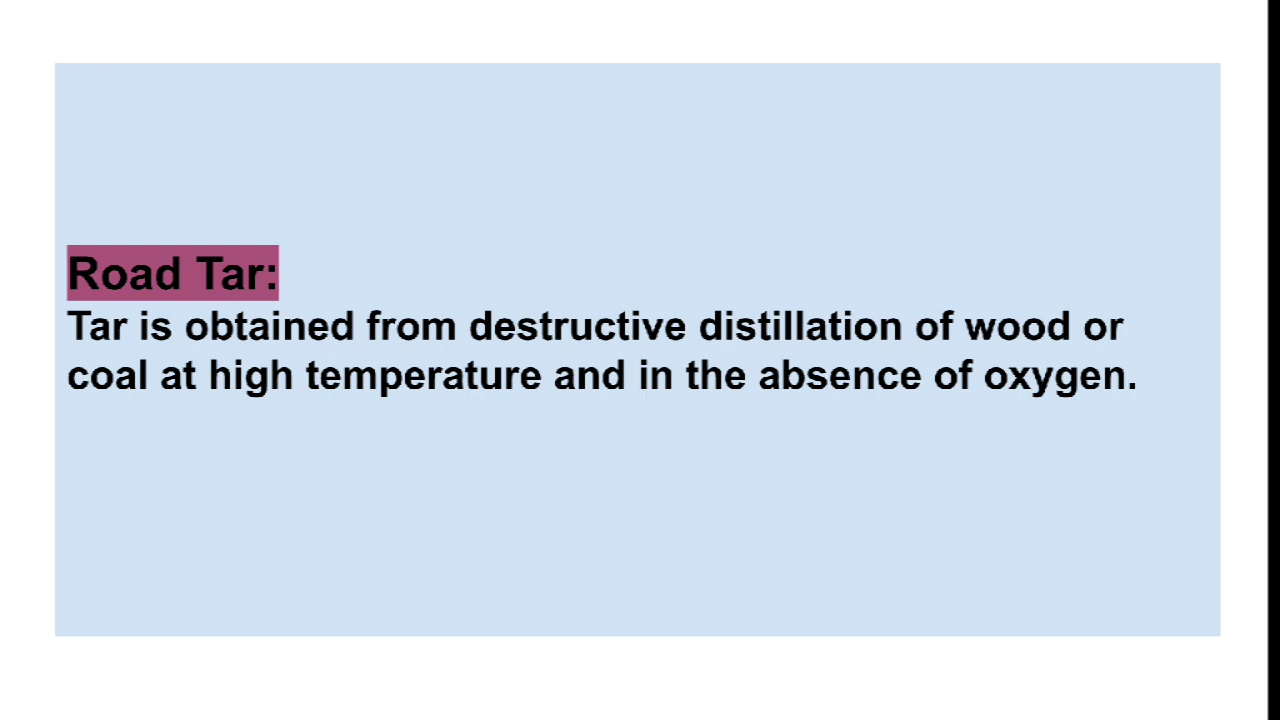 Road Tar:
Tar is obtained from destructive distillation of wood or
coal at high temperature and in the absence of oxygen.